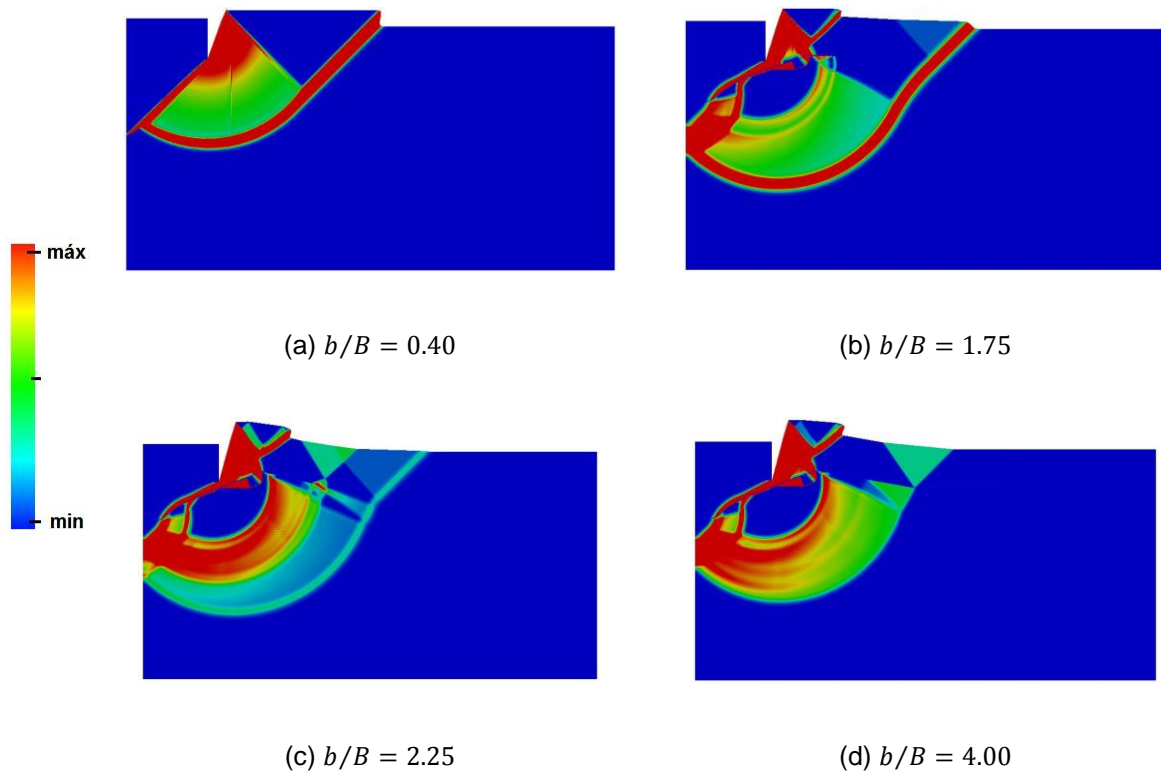 máx
min
(a) 𝑏/𝐵 = 0.40
(b) 𝑏/𝐵 = 1.75
(c) 𝑏/𝐵 = 2.25
(d) 𝑏/𝐵 = 4.00